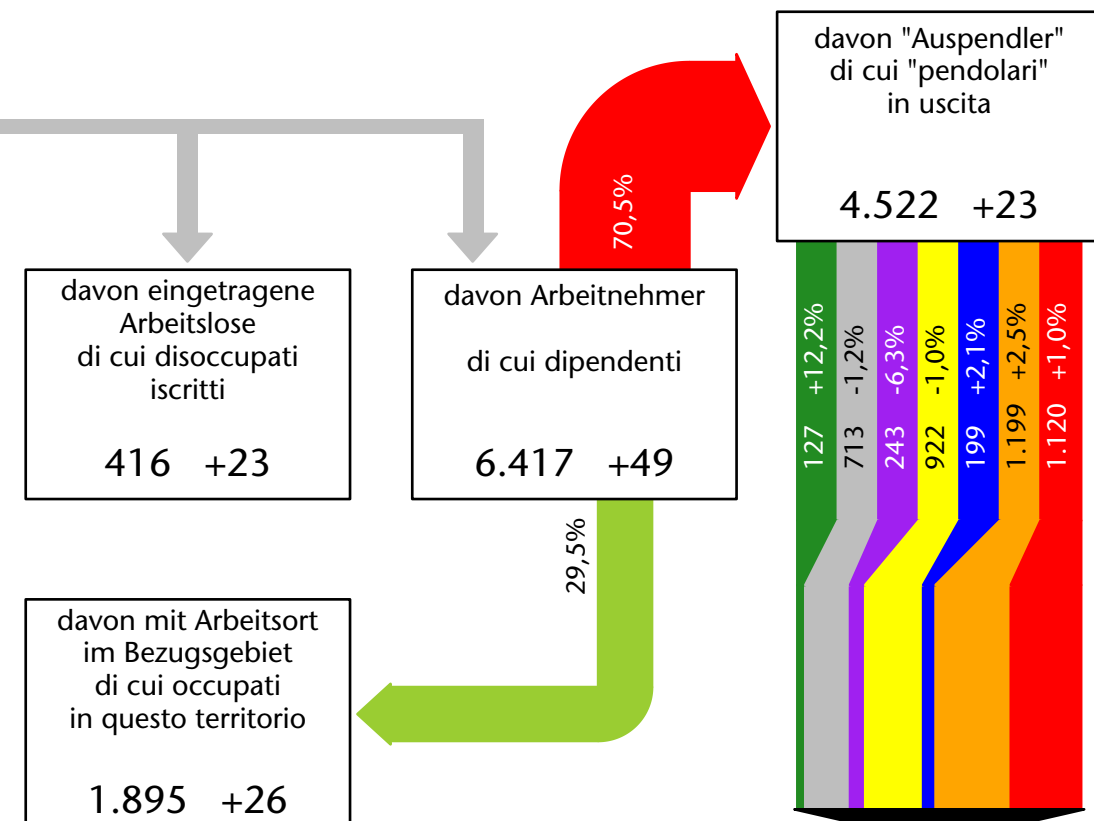 davon "Auspendler"
di cui "pendolari"
in uscita
4.522 +23
70,5%
davon eingetragene
Arbeitslose
di cui disoccupati
iscritti
416 +23
davon Arbeitnehmer
di cui dipendenti
6.417 +49
127 +12,2%
713 -1,2%
243 -6,3%
922 -1,0%
199 +2,1%
1.199 +2,5%
1.120 +1,0%
29,5%
davon mit Arbeitsort
im Bezugsgebiet
di cui occupati
in questo territorio
1.895 +26